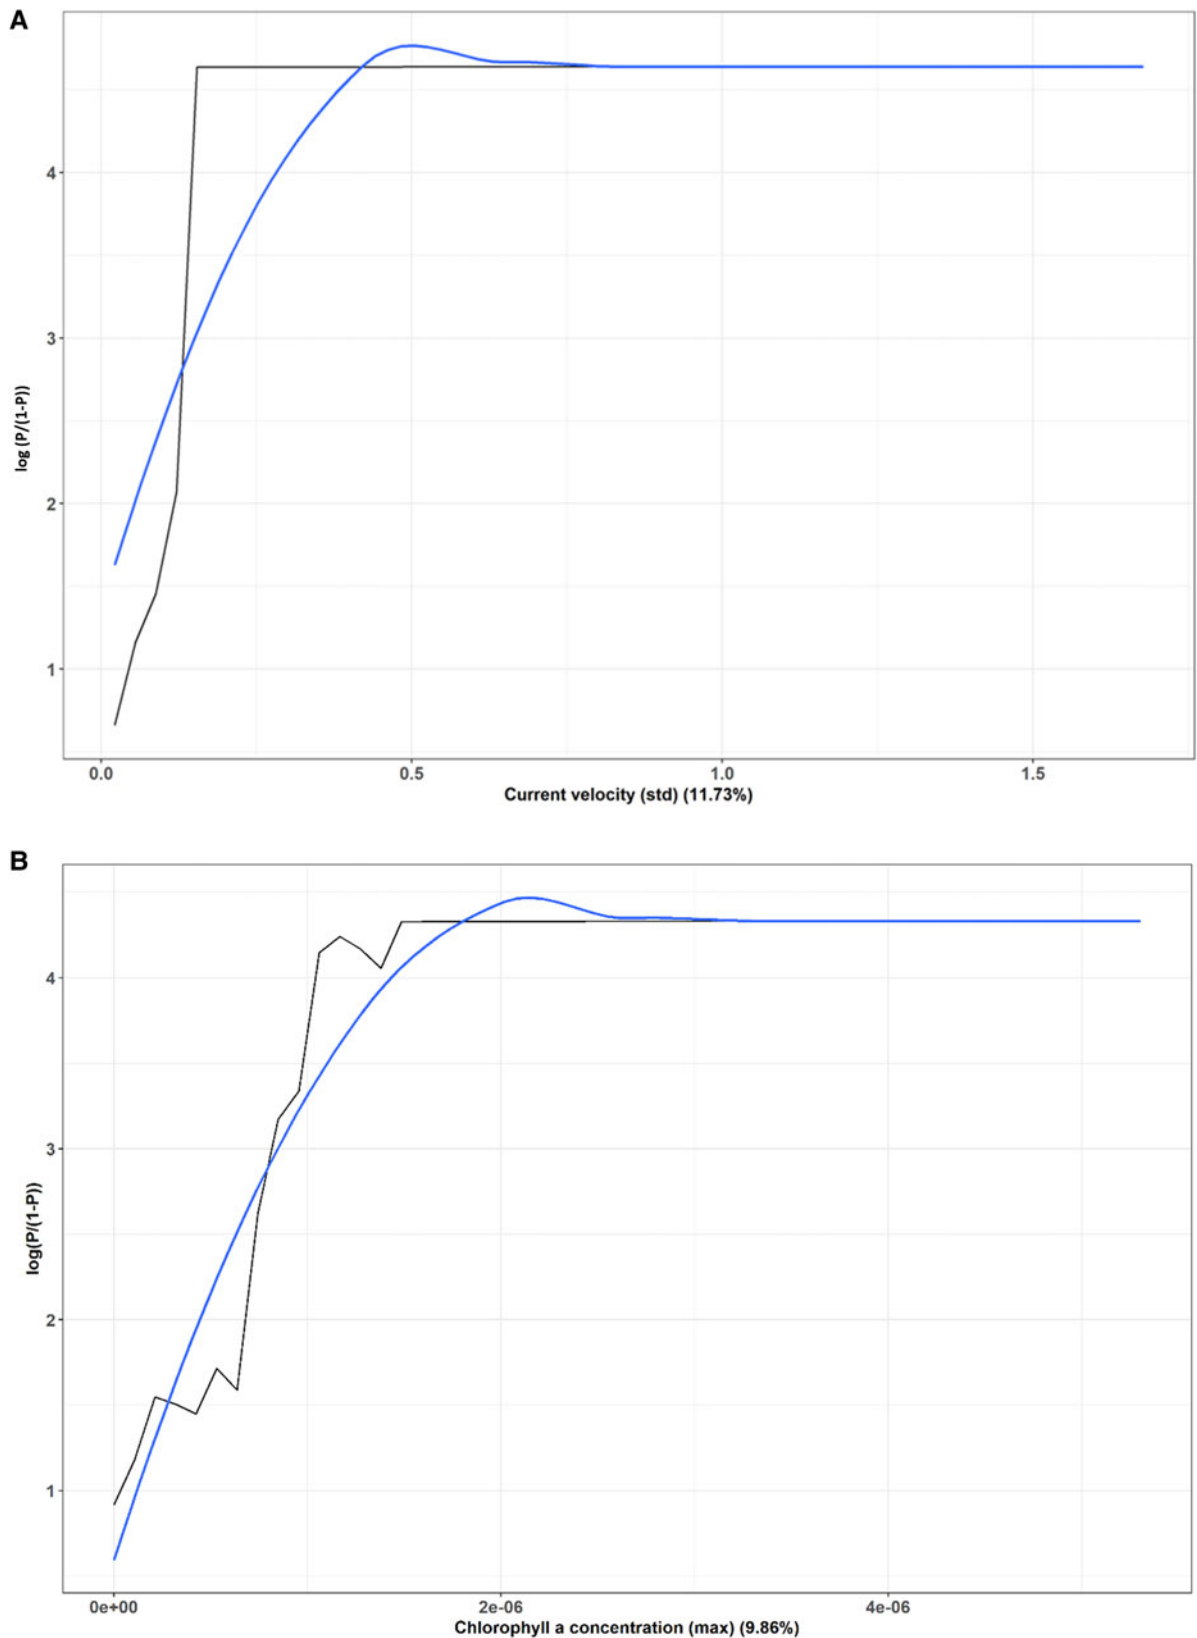 A
4
3
2
1
log (P/(1-P))
0.0 0.5 1.0 1.5
Current velocity (std) (11.73%)
B
4
3
2
1
log(P/(1-P))
0e+00 2e-06 4e-06
Chlorophyll a concentration (max) (9.86%)